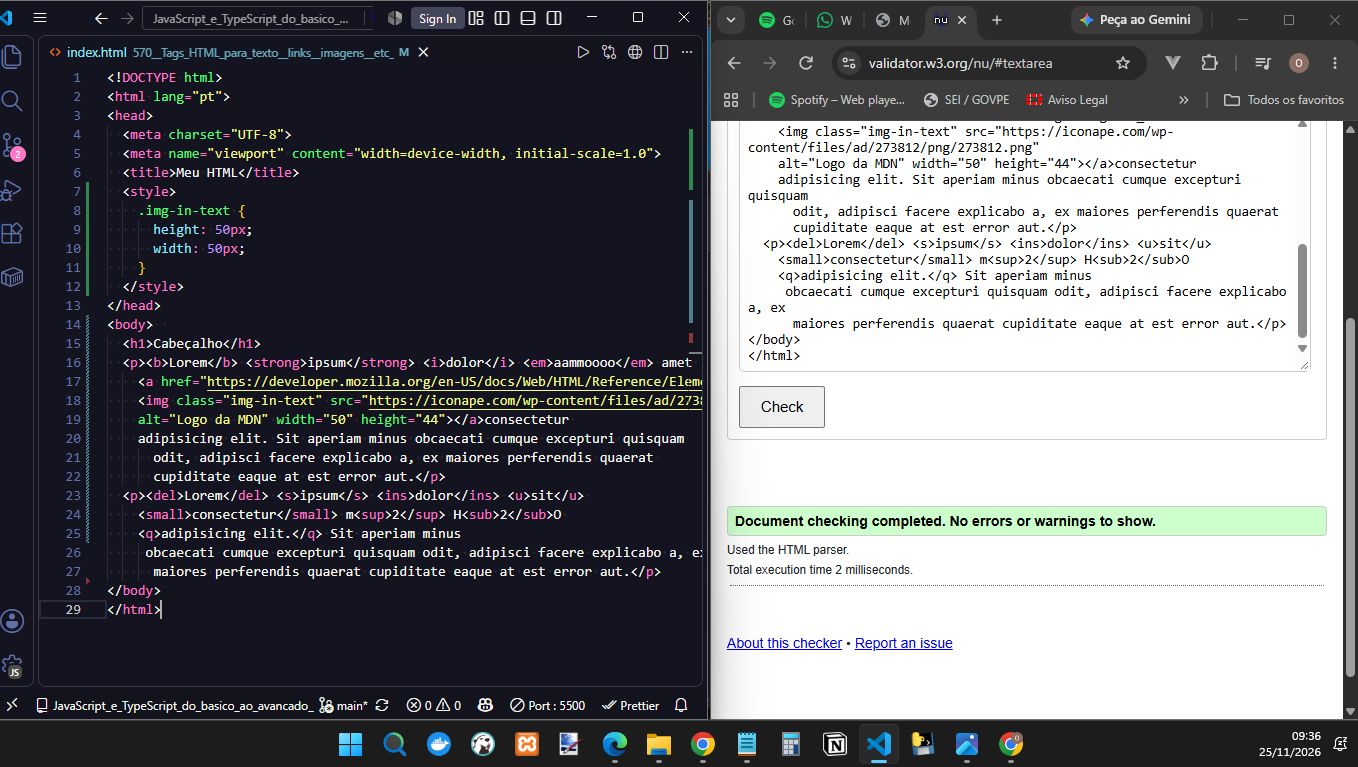 JavaScript_e_TypeScript_do_basico_...
Sign In
index.html 570_Tags_HTML_para_texto__links__imagens__etc_ M
1 <!DOCTYPE html>
2 <html lang="pt">
3 <head>
4 <meta charset="UTF-8">
5 <meta name="viewport" content="width=device-width, initial-scale=1.0">
6 <title>Meu HTML</title>
7 <style>
8 .img-in-text {
9 height: 50px;
10 width: 50px;
11 }
12 </style>
13 </head>
14 <body>
15 <h1>Cabeçalho</h1>
16 <p><b>Lorem</b> <strong>ipsum</strong> <i>dolor</i> <em>aammoooo</em> amet
17 <a href="https://developer.mozilla.org/en-US/docs/Web/HTML/Reference/Eleme
18 <img class="img-in-text" src="https://iconape.com/wp-content/files/ad/273
19 alt="Logo da MDN" width="50" height="44"></a>consectetur
20 adipisicing elit. Sit aperiam minus obcaecati cumque excepturi quisquam
21 odit, adipisci facere explicabo a, ex maiores perferendis quaerat
22 cupiditate eaque at est error aut.</p>
23 <p><del>Lorem</del> <s>ipsum</s> <ins>dolor</ins> <u>sit</u>
24 <small>consectetur</small> m<sup>2</sup> H<sub>2</sub>O
25 <q>adipisicing elit.</q> Sit aperiam minus
26 obcaecati cumque excepturi quisquam odit, adipisci facere explicabo a, ex
27 maiores perferendis quaerat cupiditate eaque at est error aut.</p>
28 </body>
29 </html>
2
JS
JavaScript_e_TypeScript_do_basico_ao_avancado_ main* 0 0 Port : 5500 Prettier
W
M
nu
Peça ao Gemini
validator.w3.org/nu/#textarea
O
Spotify – Web playe...
SEI / GOVPE
Aviso Legal
Todos os favoritos
<img class="img-in-text" src="https://iconape.com/wp-
content/files/ad/273812/png/273812.png"
alt="Logo da MDN" width="50" height="44"></a>consectetur
adipisicing elit. Sit aperiam minus obcaecati cumque excepturi
quisquam
odit, adipisci facere explicabo a, ex maiores perferendis quaerat
cupiditate eaque at est error aut.</p>
<p><del>Lorem</del> <s>ipsum</s> <ins>dolor</ins> <u>sit</u>
<small>consectetur</small> m<sup>2</sup> H<sub>2</sub>O
<q>adipisicing elit.</q> Sit aperiam minus
obcaecati cumque excepturi quisquam odit, adipisci facere explicabo
a, ex
maiores perferendis quaerat cupiditate eaque at est error aut.</p>
</body>
</html>
Check
Document checking completed. No errors or warnings to show.
Used the HTML parser.
Total execution time 2 milliseconds.
About this checker • Report an issue
09:36
25/11/2026